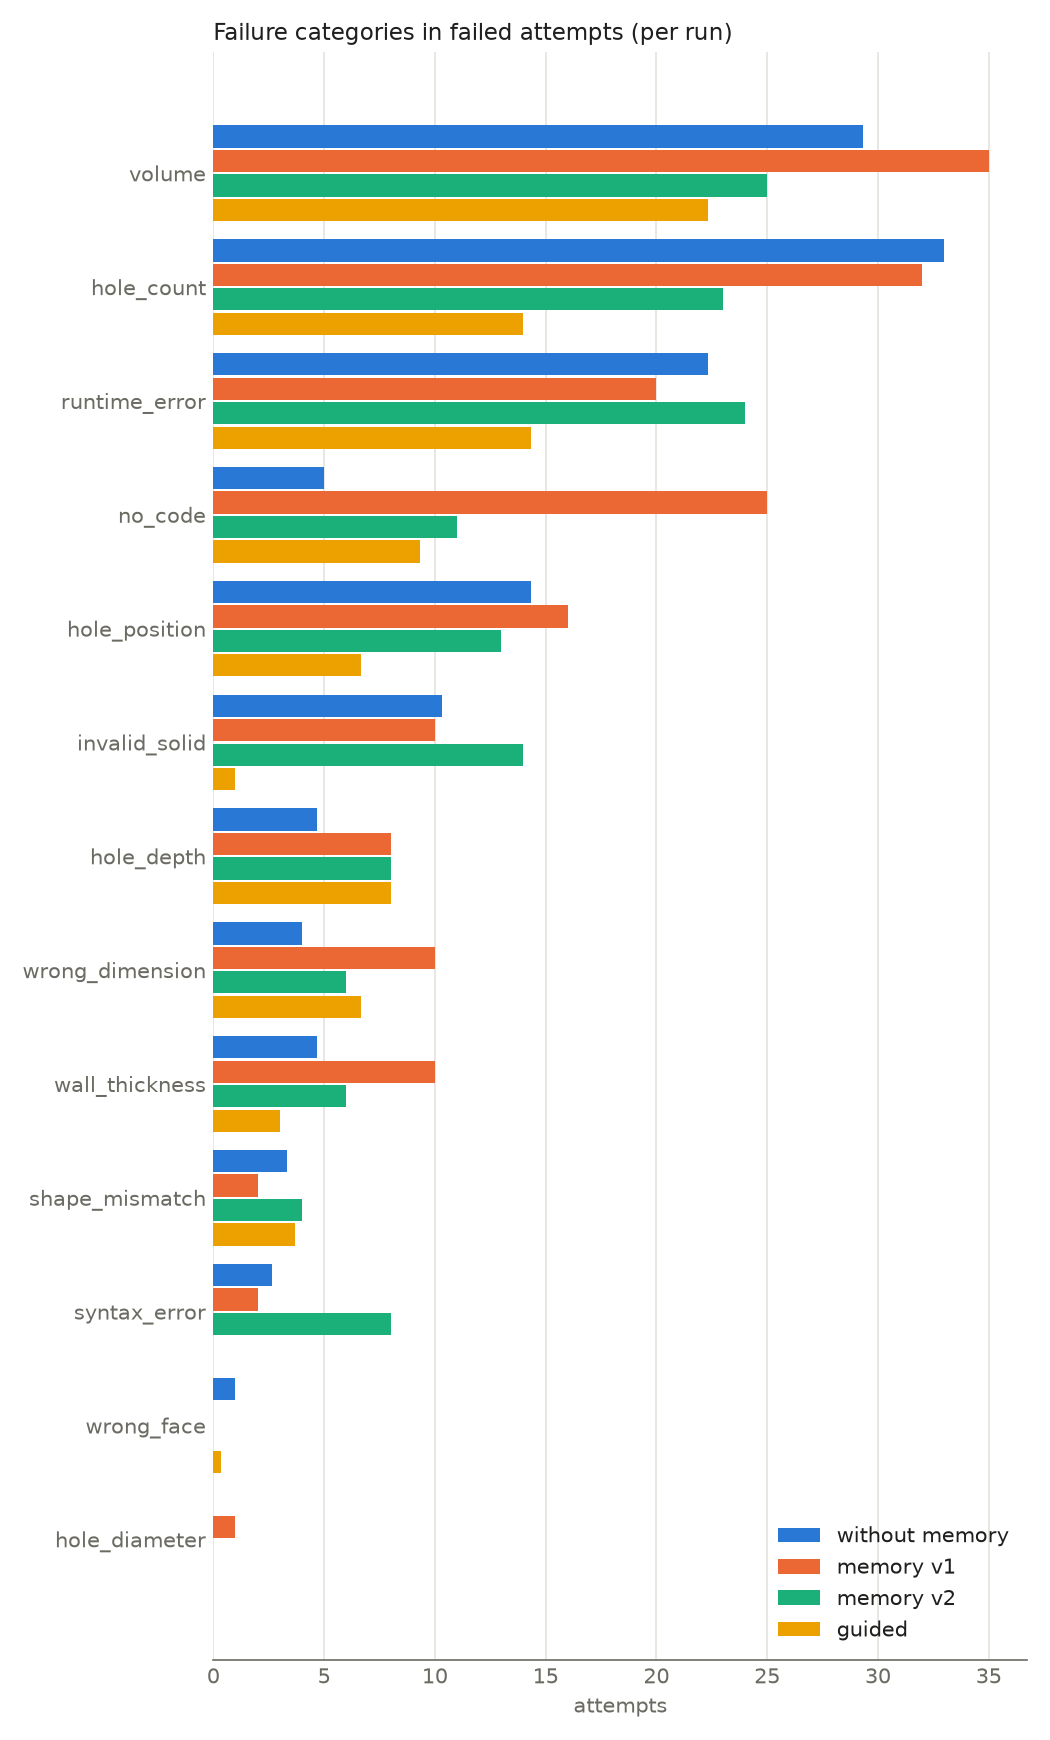 Failure categories in failed attempts (per run)
volume
hole_count
runtime_error
no_code
hole_position
invalid_solid
hole_depth
wrong_dimension
wall_thickness
shape_mismatch
syntax_error
wrong_face
hole_diameter
without memory
memory v1
memory v2
guided
0 5 10 15 20 25 30 35
attempts